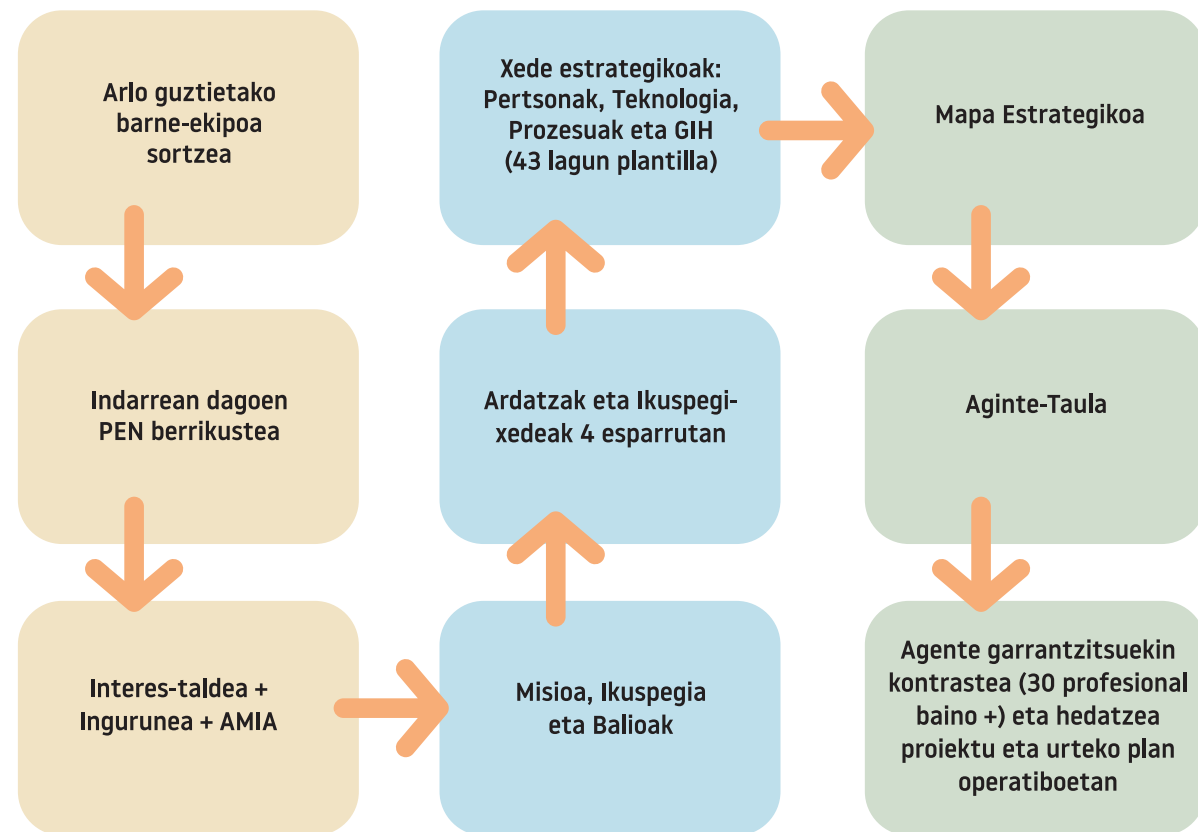 Arlo guztietako
barne-ekipoa
sortzea
Indarrean dagoen
PEN berrikustea
Interes-taldea +
Ingurunea + AMIA
Misioa, Ikuspegia
eta Balioak
Ardatzak eta Ikuspegi-
xedeak 4 esparrutan
Xede estrategikoak:
Pertsonak, Teknologia,
Prozesuak eta GIH
(43 lagun plantilla)
Mapa Estrategikoa
Aginte-Taula
Agente garrantzitsuekin
kontrastea (30 profesional
baino +) eta hedatzea
proiektu eta urteko plan
operatiboetan